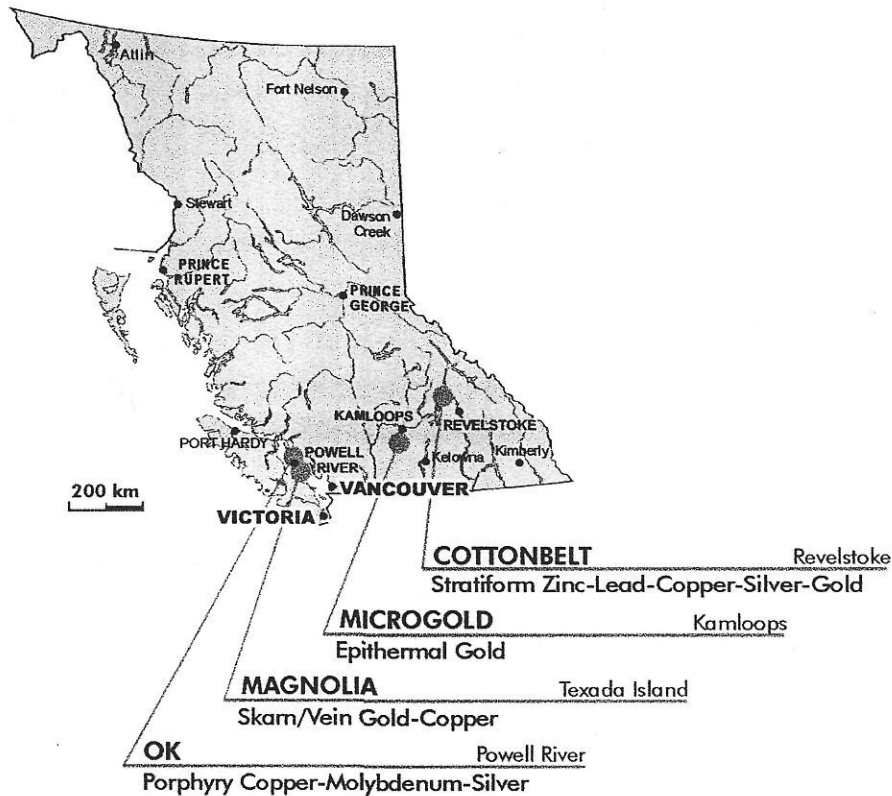 Atlin
Fort Nelson
Stewart
Dawson
Creek
PRINCE
RUPERT
PRINCE
GEORGE
KAMLOOPS
REVELSTOKE
PORT HARDY
POWELL
RIVER
Kelowna
Kimberly
200 km
VANCOUVER
VICTORIA
COTTONBELT Revelstoke
Stratiform Zinc-Lead-Copper-Silver-Gold
MICROGOLD Kamloops
Epithermal Gold
MAGNOLIA Texada Island
Skarn/Vein Gold-Copper
OK Powell River
Porphyry Copper-Molybdenum-Silver